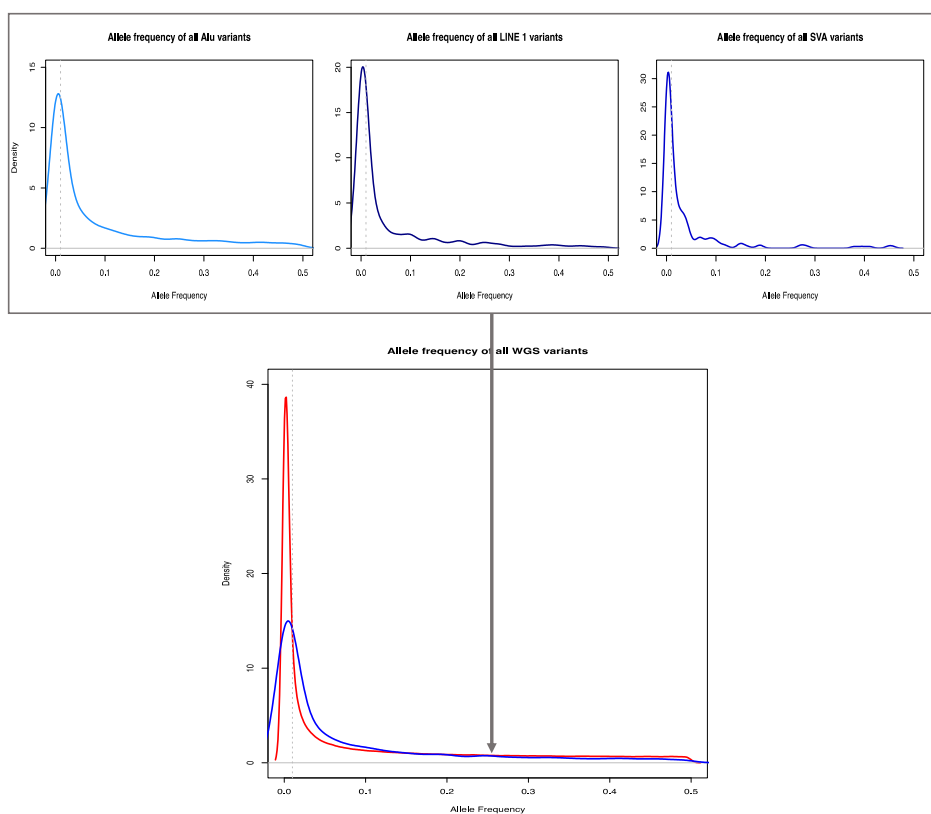 Allele frequency of all Alu variants
Allele frequency of all LINE 1 variants
Allele frequency of all SVA variants
Density
15
10
5
0
20
15
10
5
0
30
25
20
15
10
5
0
0.0 0.1 0.2 0.3 0.4 0.5
0.0 0.1 0.2 0.3 0.4 0.5
0.0 0.1 0.2 0.3 0.4 0.5
Allele Frequency
Allele Frequency
Allele Frequency
Allele frequency of all WGS variants
Density
40
30
20
10
0
0.0 0.1 0.2 0.3 0.4 0.5
Allele Frequency